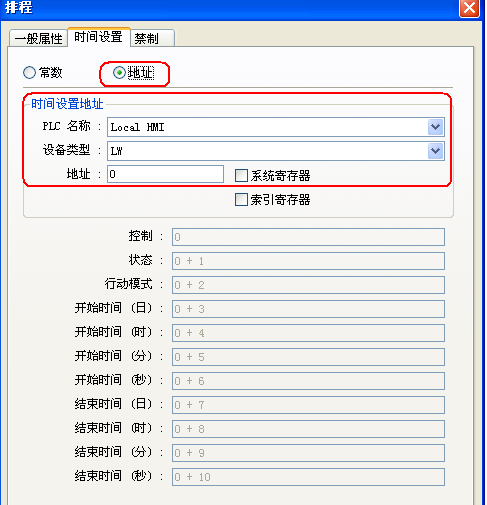 排程
一般属性 时间设置 禁制
常数 地址
时间设置地址
PLC 名称 : Local HMI
设备类型 : LW
地址 : 0 系统寄存器
索引寄存器
控制 : 0
状态 : 0 + 1
行动模式 : 0 + 2
开始时间 (日) : 0 + 3
开始时间 (时) : 0 + 4
开始时间 (分) : 0 + 5
开始时间 (秒) : 0 + 6
结束时间 (日) : 0 + 7
结束时间 (时) : 0 + 8
结束时间 (分) : 0 + 9
结束时间 (秒) : 0 + 10